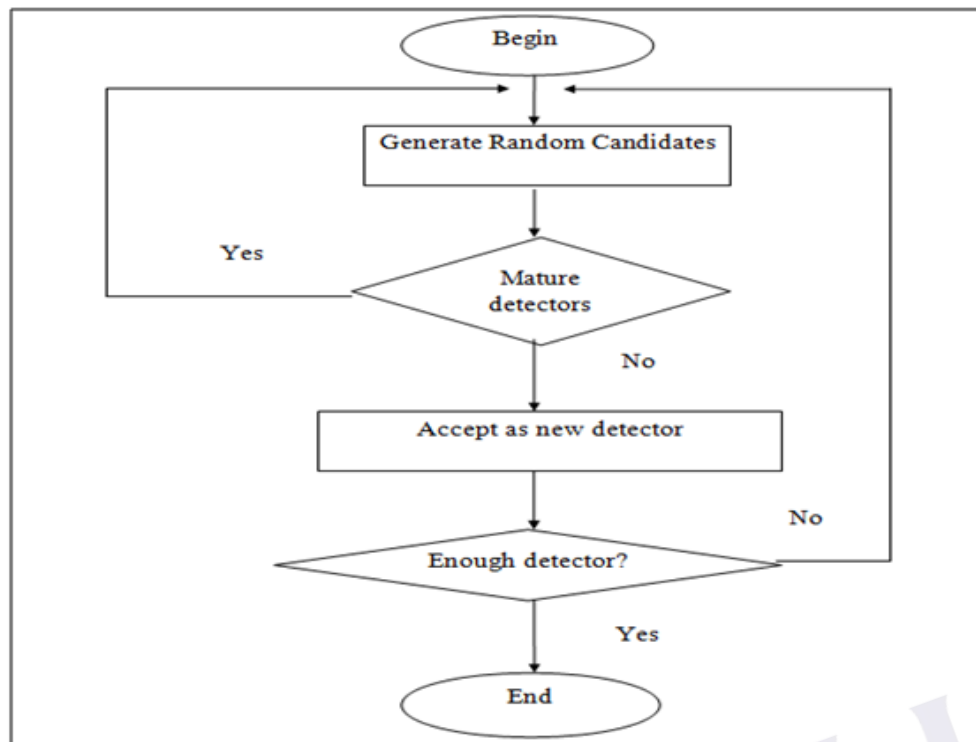 Begin
Generate Random Candidates
Yes
Mature
detectors
No
Accept as new detector
No
Enough detector?
Yes
End